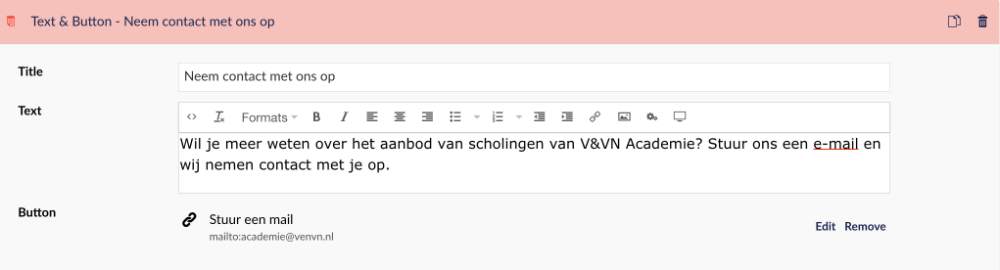 Text & Button - Neem contact met ons op
Title
Neem contact met ons op
Text
Formats
B
I
Wil je meer weten over het aanbod van scholingen van V&VN Academie? Stuur ons een e-mail en
wij nemen contact met je op.
Button
Stuur een mail
mailto:academie@venvn.nl
Edit Remove